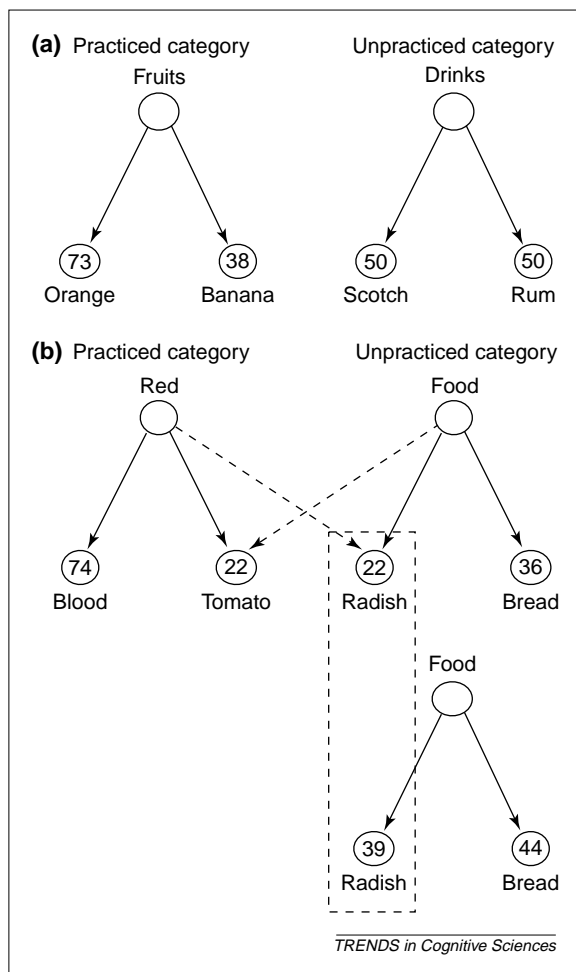 (a) Practiced category Unpracticed category
Fruits Drinks
73 38 50 50
Orange Banana Scotch Rum
(b) Practiced category Unpracticed category
Red Food
74 22 22 36
Blood Tomato Radish Bread
Food
39 44
Radish Bread
TRENDS in Cognitive Sciences